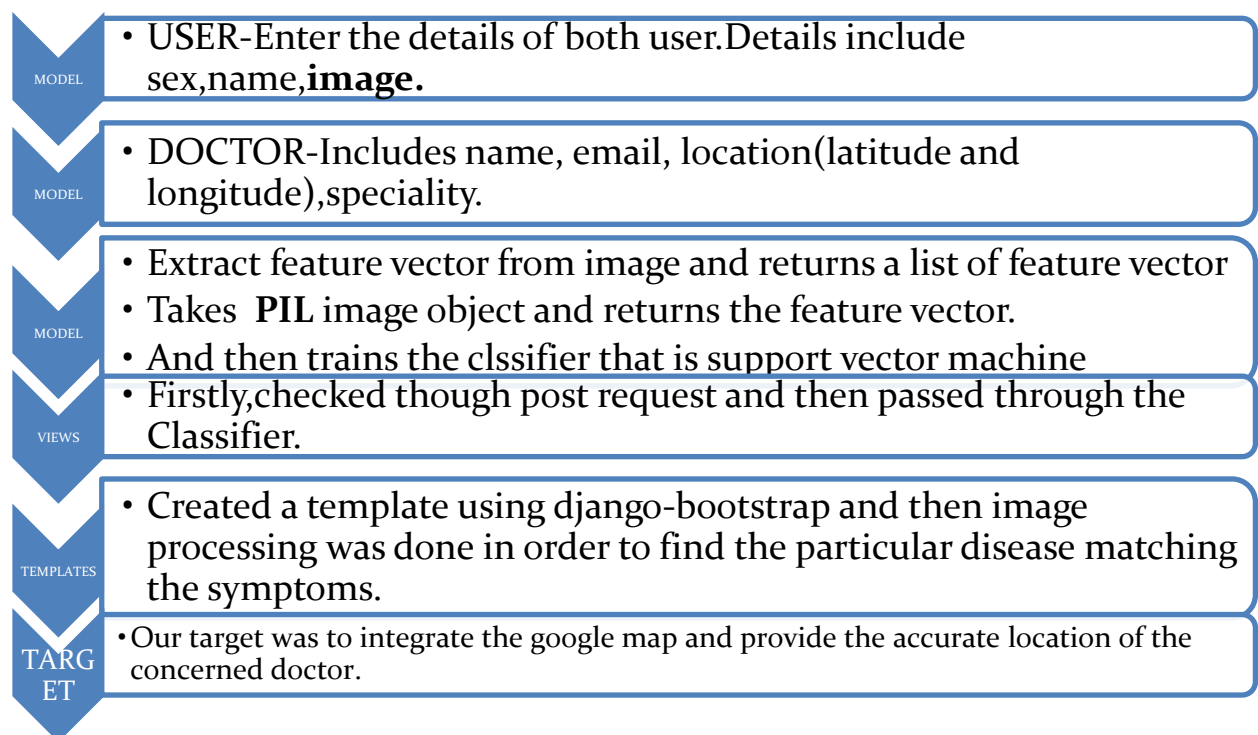 MODEL
• USER-Enter the details of both user.Details include
sex,name,image.
MODEL
• DOCTOR-Includes name, email, location(latitude and
longitude),speciality.
MODEL
• Extract feature vector from image and returns a list of feature vector
• Takes PIL image object and returns the feature vector.
• And then trains the clssifier that is support vector machine
VIEWS
• Firstly,checked though post request and then passed through the
Classifier.
TEMPLATES
• Created a template using django-bootstrap and then image
processing was done in order to find the particular disease matching
the symptoms.
TARG
ET
•Our target was to integrate the google map and provide the accurate location of the
concerned doctor.